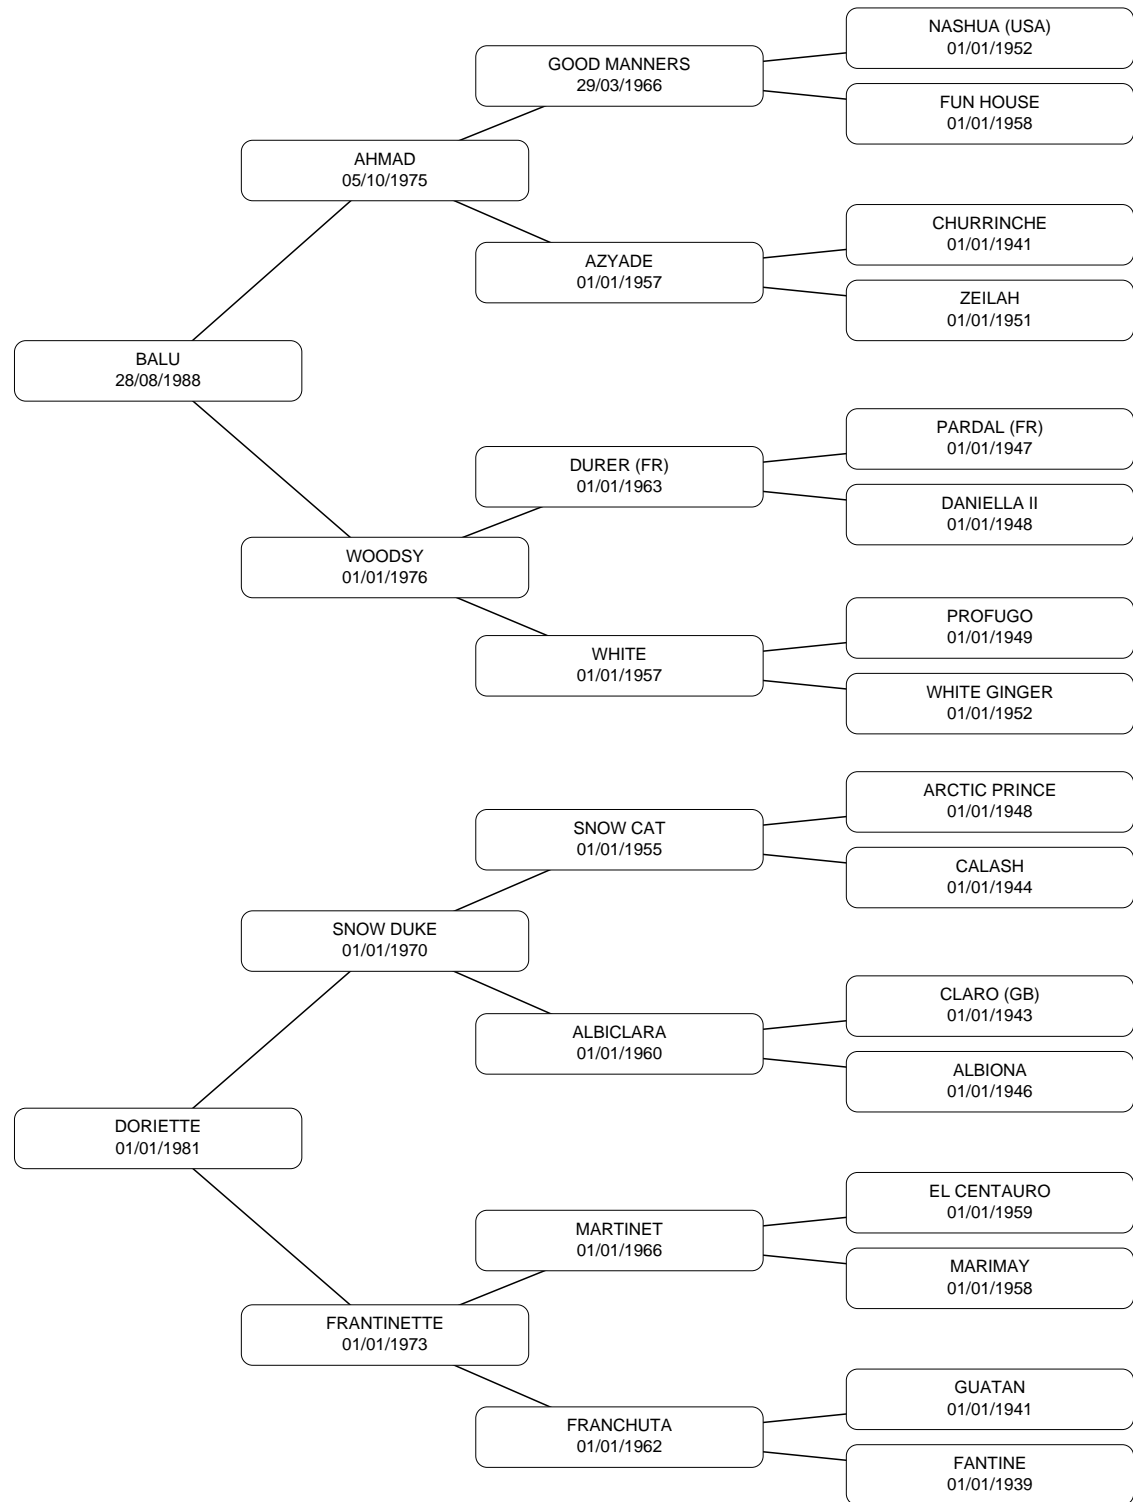 NASHUA (USA)
01/01/1952
GOOD MANNERS
29/03/1966
FUN HOUSE
01/01/1958
AHMAD
05/10/1975
CHURRINCHE
01/01/1941
AZYADE
01/01/1957
ZEILAH
01/01/1951
BALU
28/08/1988
PARDAL (FR)
01/01/1947
DURER (FR)
01/01/1963
DANIELLA II
01/01/1948
WOODSY
01/01/1976
PROFUGO
01/01/1949
WHITE
01/01/1957
WHITE GINGER
01/01/1952
ARCTIC PRINCE
01/01/1948
SNOW CAT
01/01/1955
CALASH
01/01/1944
SNOW DUKE
01/01/1970
CLARO (GB)
01/01/1943
ALBICLARA
01/01/1960
ALBIONA
01/01/1946
DORIETTE
01/01/1981
EL CENTAURO
01/01/1959
MARTINET
01/01/1966
MARIMAY
01/01/1958
FRANTINETTE
01/01/1973
GUATAN
01/01/1941
FRANCHUTA
01/01/1962
FANTINE
01/01/1939